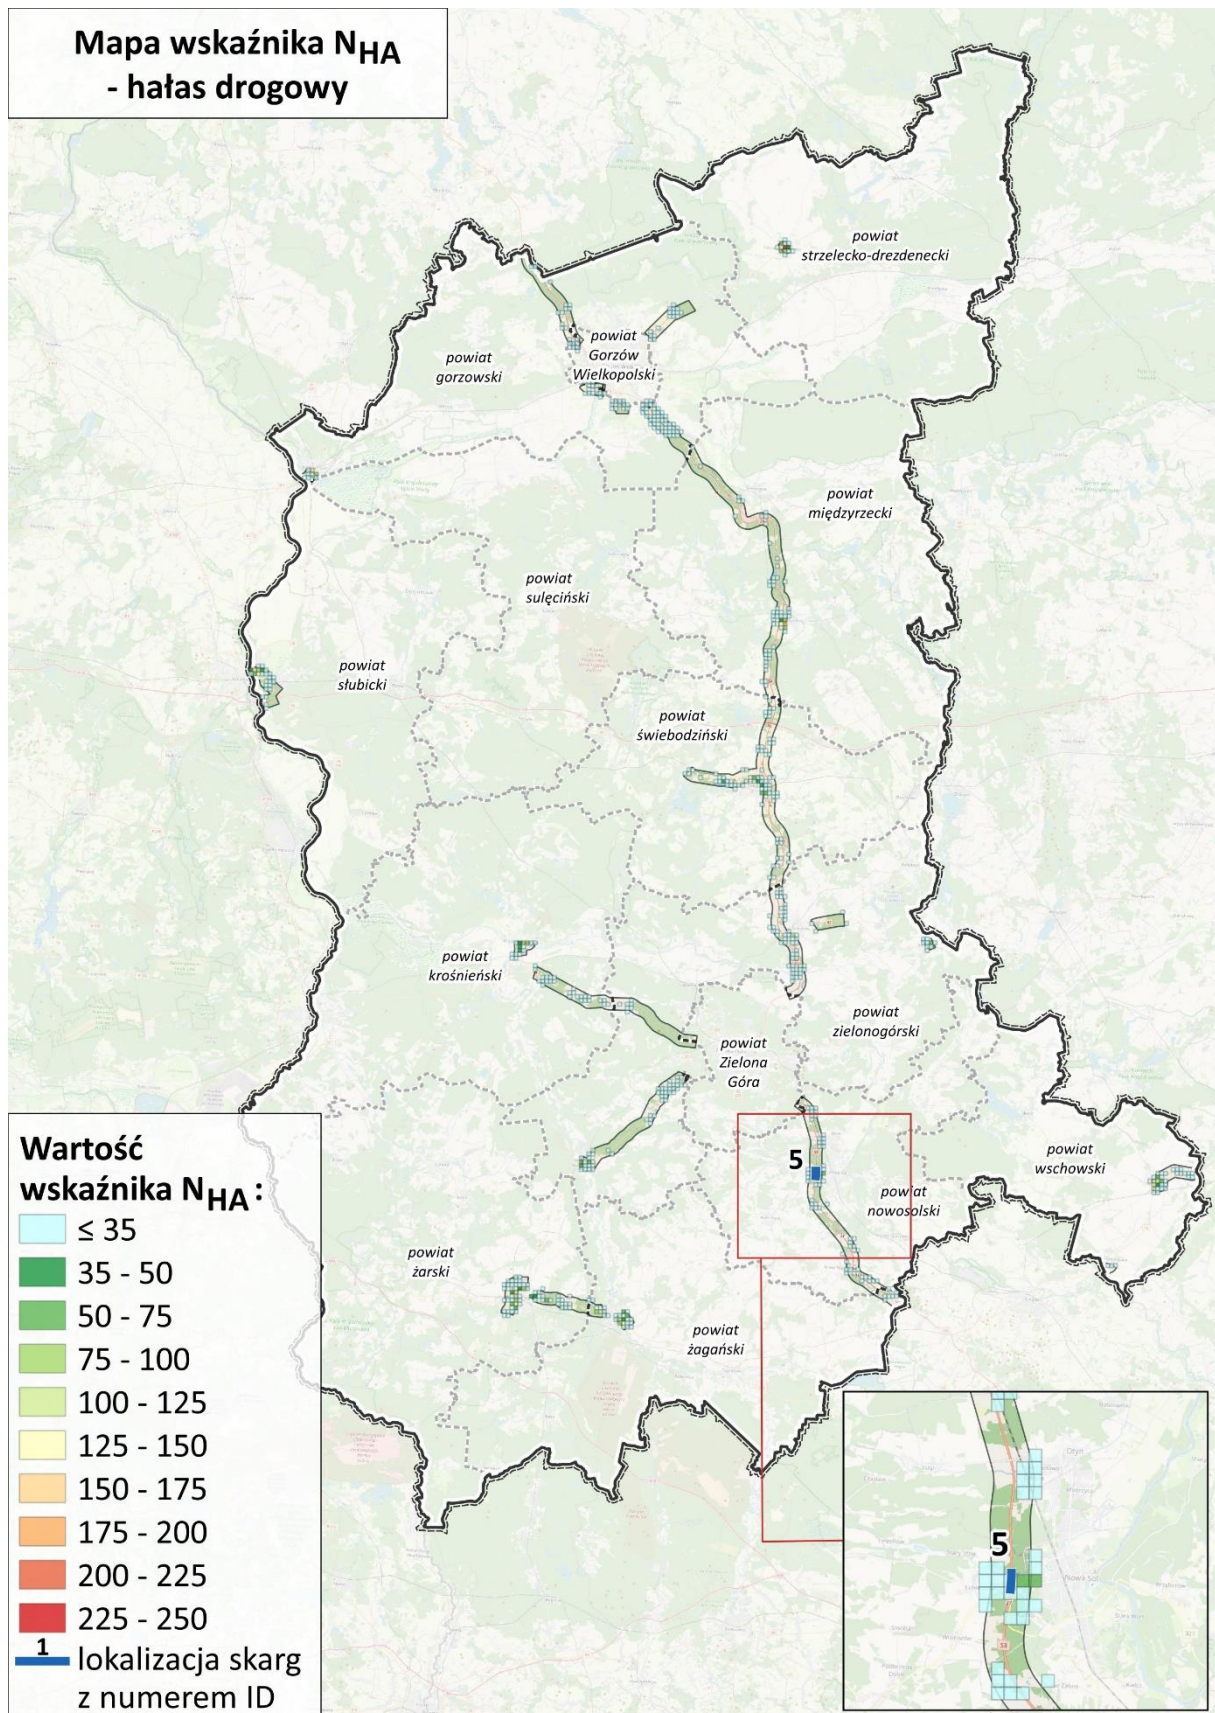 Mapa wskaźnika NHA
- hałas drogowy
powiat
strzelecko-drezdenecki
powiat
Gorzów
Wielkopolski
powiat
gorzowski
powiat
międzyrzecki
powiat
sulęciński
powiat
słubicki
powiat
świebodziński
powiat
krośnieński
powiat
zielonogórski
powiat
Zielona
Góra
powiat
wschowski
5
powiat
nowosolski
powiat
żarski
powiat
żagański
Wartość
wskaźnika NHA :
≤ 35
35 - 50
50 - 75
75 - 100
100 - 125
125 - 150
150 - 175
175 - 200
200 - 225
225 - 250
1
lokalizacja skarg
z numerem ID
Otyń
5
Nowa Sól